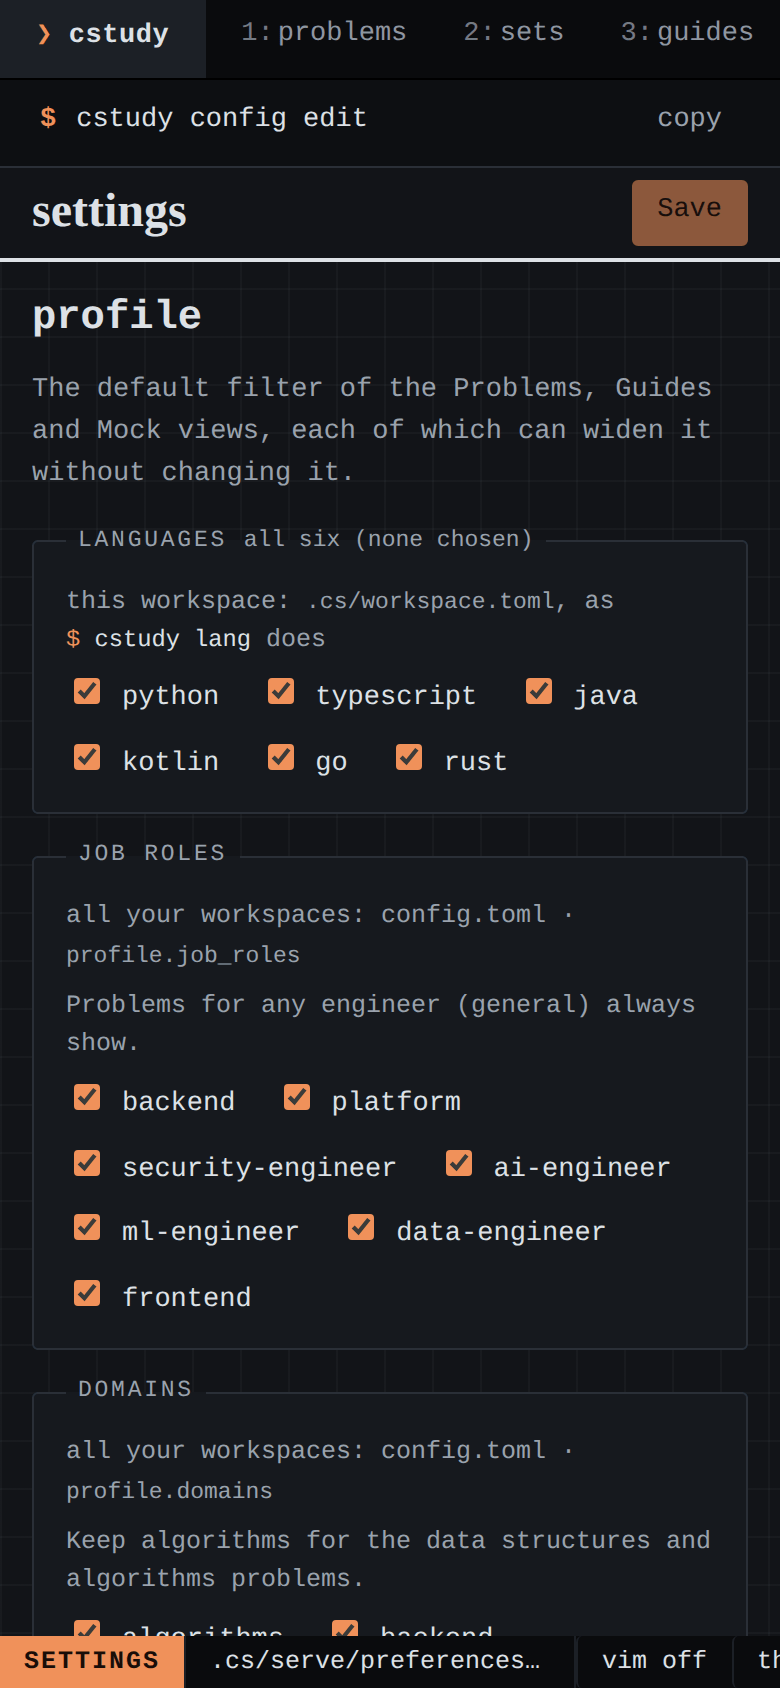 ❯ cstudy 1:problems 2:sets 3:guides
$ cstudy config edit copy
settings Save
profile
The default filter of the Problems, Guides
and Mock views, each of which can widen it
without changing it.
LANGUAGES all six (none chosen)
this workspace: .cs/workspace.toml, as
$ cstudy lang does
python typescript java
kotlin go rust
JOB ROLES
all your workspaces: config.toml ·
profile.job_roles
Problems for any engineer (general) always
show.
backend platform
security-engineer ai-engineer
ml-engineer data-engineer
frontend
DOMAINS
all your workspaces: config.toml ·
profile.domains
Keep algorithms for the data structures and
algorithms problems.
algorithms backend
SETTINGS .cs/serve/preferences… vim off